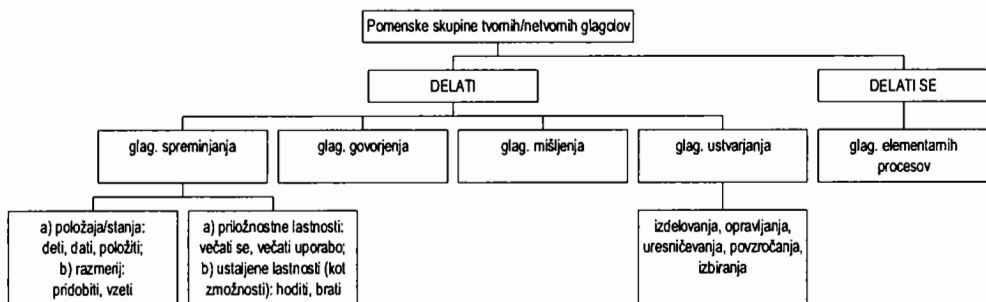 Pomenske skupine tvornih/netvornih glagolov
DELATI
DELATI SE
glag. spreminjanja
glag. govorjenja
glag. mišljenja
glag. ustvarjanja
glag. elementarnih
procesov
a) položaja/stanja:
deti, dati, položiti;
b) razmerij:
pridobiti, vzeti
a) priložnostne lastnosti:
večati se, večati uporabo;
b) ustaljene lastnosti (kot
zmožnosti): hoditi, brati
izdelovanja, opravljanja,
uresničevanja, povzročanja,
izbiranja